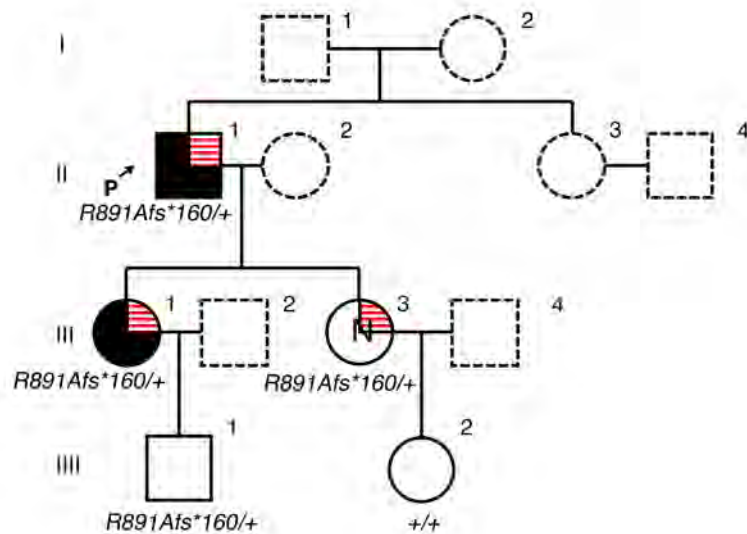 I 1 2
1 2 3 4
II P
R891Afs*160/+
1 2 3 4
III N
R891Afs*160/+ R891Afs*160/+
1 2
IIII
R891Afs*160/+ +/+